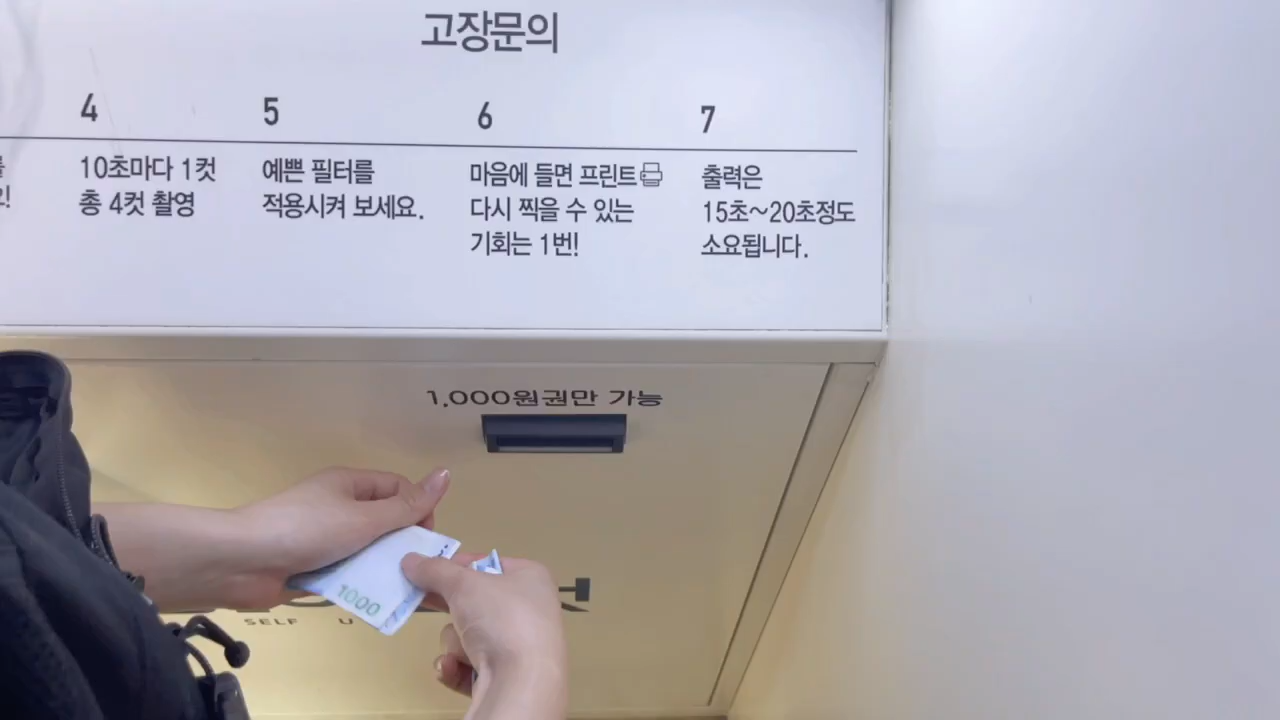 고장문의
4
10초마다 1컷
총 4컷 촬영
5
예쁜 필터를
적용시켜 보세요.
6
마음에 들면 프린트
다시 찍을 수 있는
기회는 1번!
7
출력은
15초~20초정도
소요됩니다.
1,000원권만 가능
1000
SELF